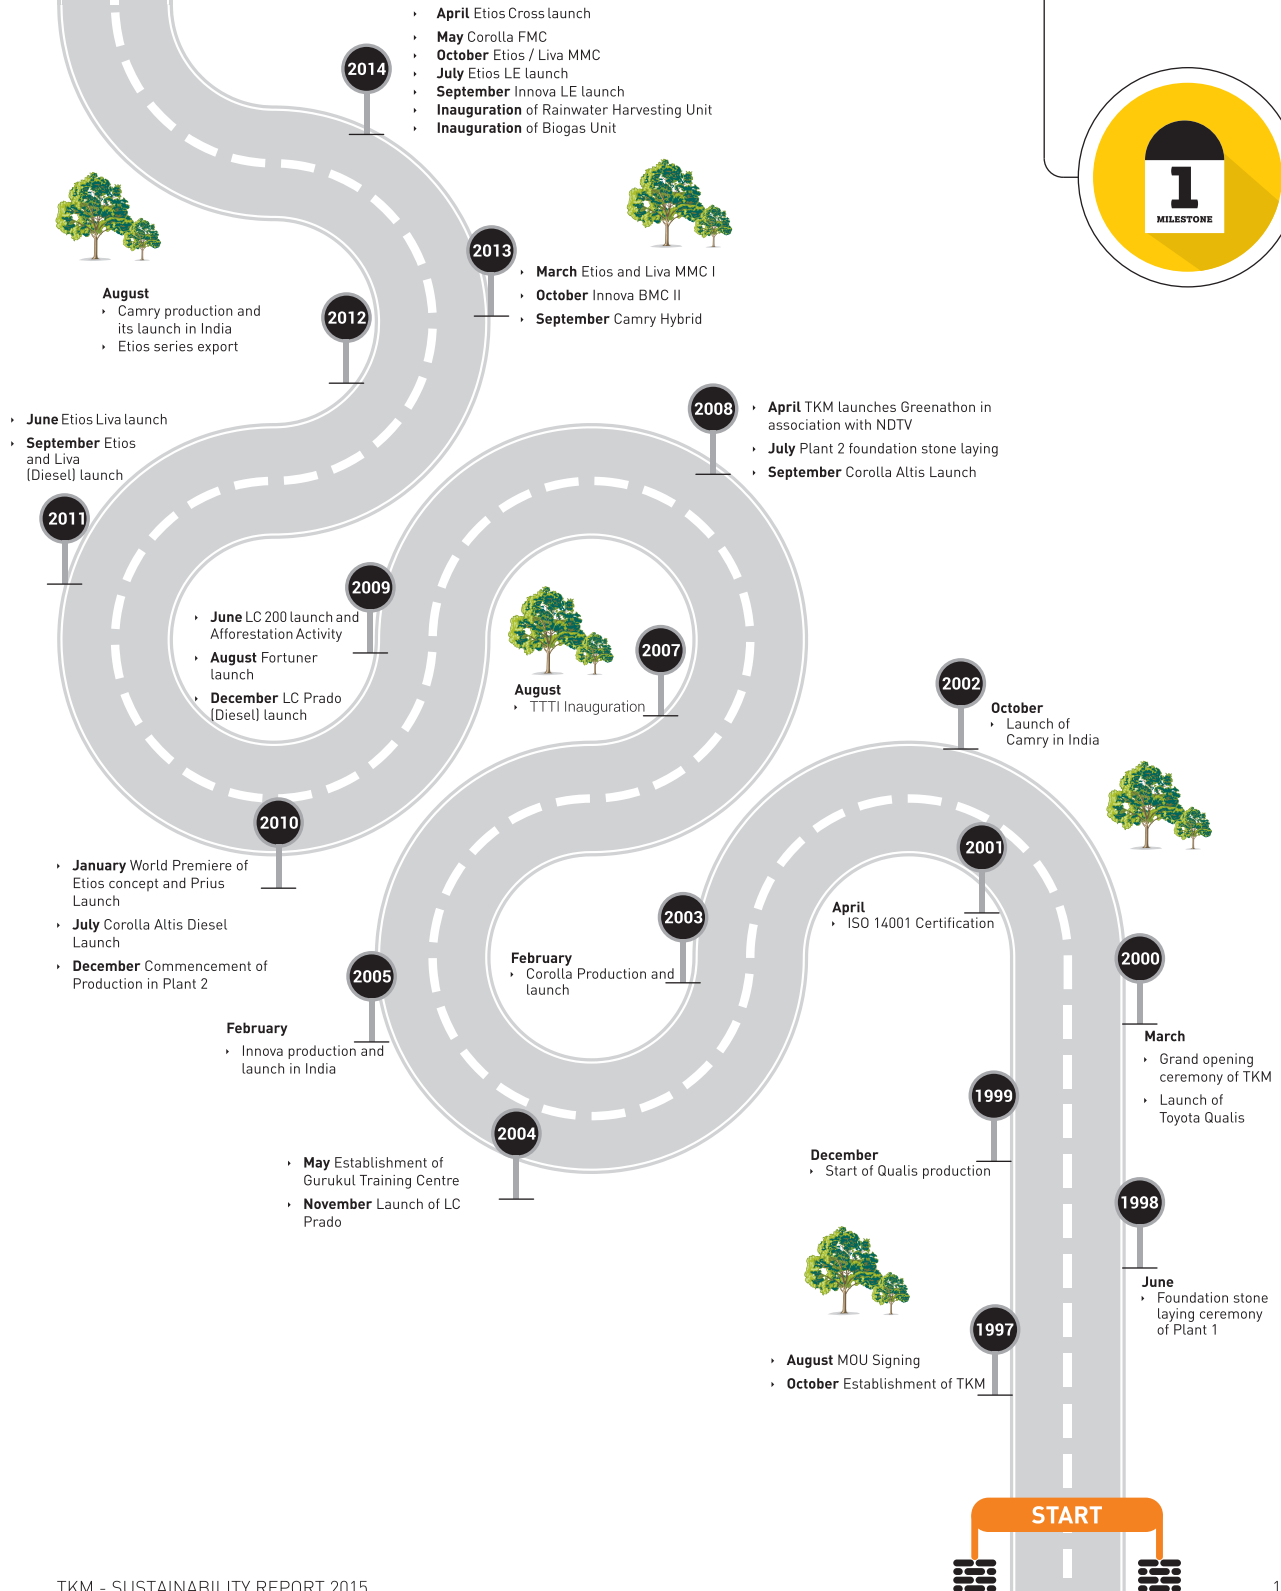 April Etios Cross launch
May Corolla FMC
October Etios / Liva MMC
July Etios LE launch
September Innova LE launch
Inauguration of Rainwater Harvesting Unit
Inauguration of Biogas Unit
2014
1
MILESTONE
2013
March Etios and Liva MMC I
October Innova BMC II
September Camry Hybrid
August
Camry production and
its launch in India
Etios series export
2012
June Etios Liva launch
September Etios
and Liva
(Diesel) launch
2011
2008
April TKM launches Greenathon in
association with NDTV
July Plant 2 foundation stone laying
September Corolla Altis Launch
2009
June LC 200 launch and
Afforestation Activity
August Fortuner
launch
December LC Prado
(Diesel) launch
2007
August
TTTI Inauguration
2002
October
Launch of
Camry in India
2010
January World Premiere of
Etios concept and Prius
Launch
July Corolla Altis Diesel
Launch
December Commencement of
Production in Plant 2
2001
April
ISO 14001 Certification
2003
February
Corolla Production and
launch
2005
February
Innova production and
launch in India
2000
March
Grand opening
ceremony of TKM
Launch of
Toyota Qualis
2004
May Establishment of
Gurukul Training Centre
November Launch of LC
Prado
1999
December
Start of Qualis production
1998
June
Foundation stone
laying ceremony
of Plant 1
1997
August MOU Signing
October Establishment of TKM
START
TKM - SUSTAINABILITY REPORT 2015